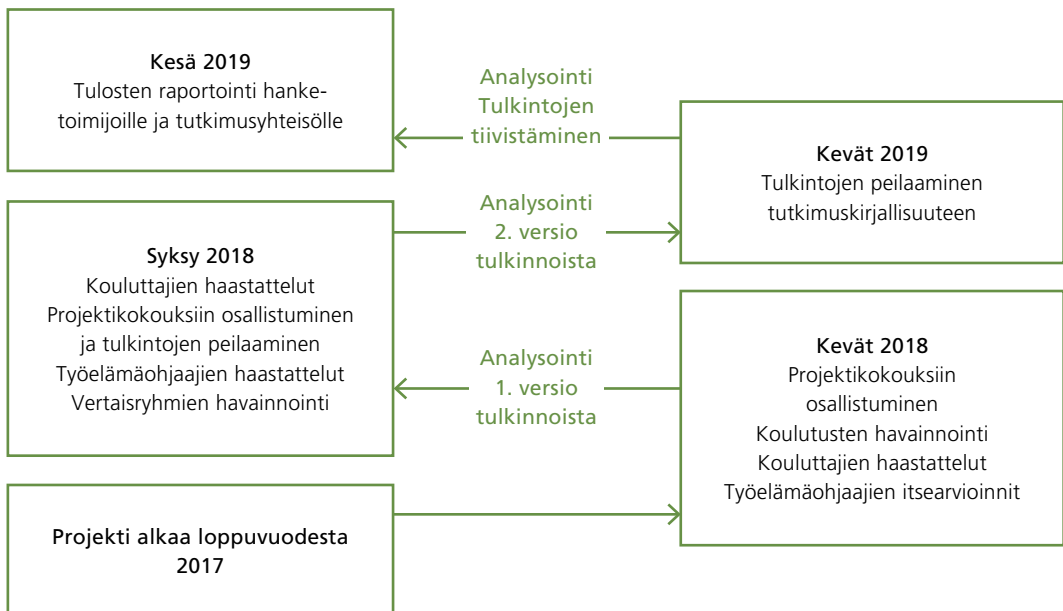 Kesä 2019
Tulosten raportointi hanke-
toimijoille ja tutkimusyhteisölle
Analysointi
Tulkintojen
tiivistäminen
Kevät 2019
Tulkintojen peilaaminen
tutkimuskirjallisuuteen
Analysointi
2. versio
tulkinnoista
Syksy 2018
Kouluttajien haastattelut
Projektikokouksiin osallistuminen
ja tulkintojen peilaaminen
Työelämäohjaajien haastattelut
Vertaisryhmien havainnointi
Analysointi
1. versio
tulkinnoista
Kevät 2018
Projektikokouksiin
osallistuminen
Koulutusten havainnointi
Kouluttajien haastattelut
Työelämäohjaajien itsearvioinnit
Projekti alkaa loppuvuodesta
2017